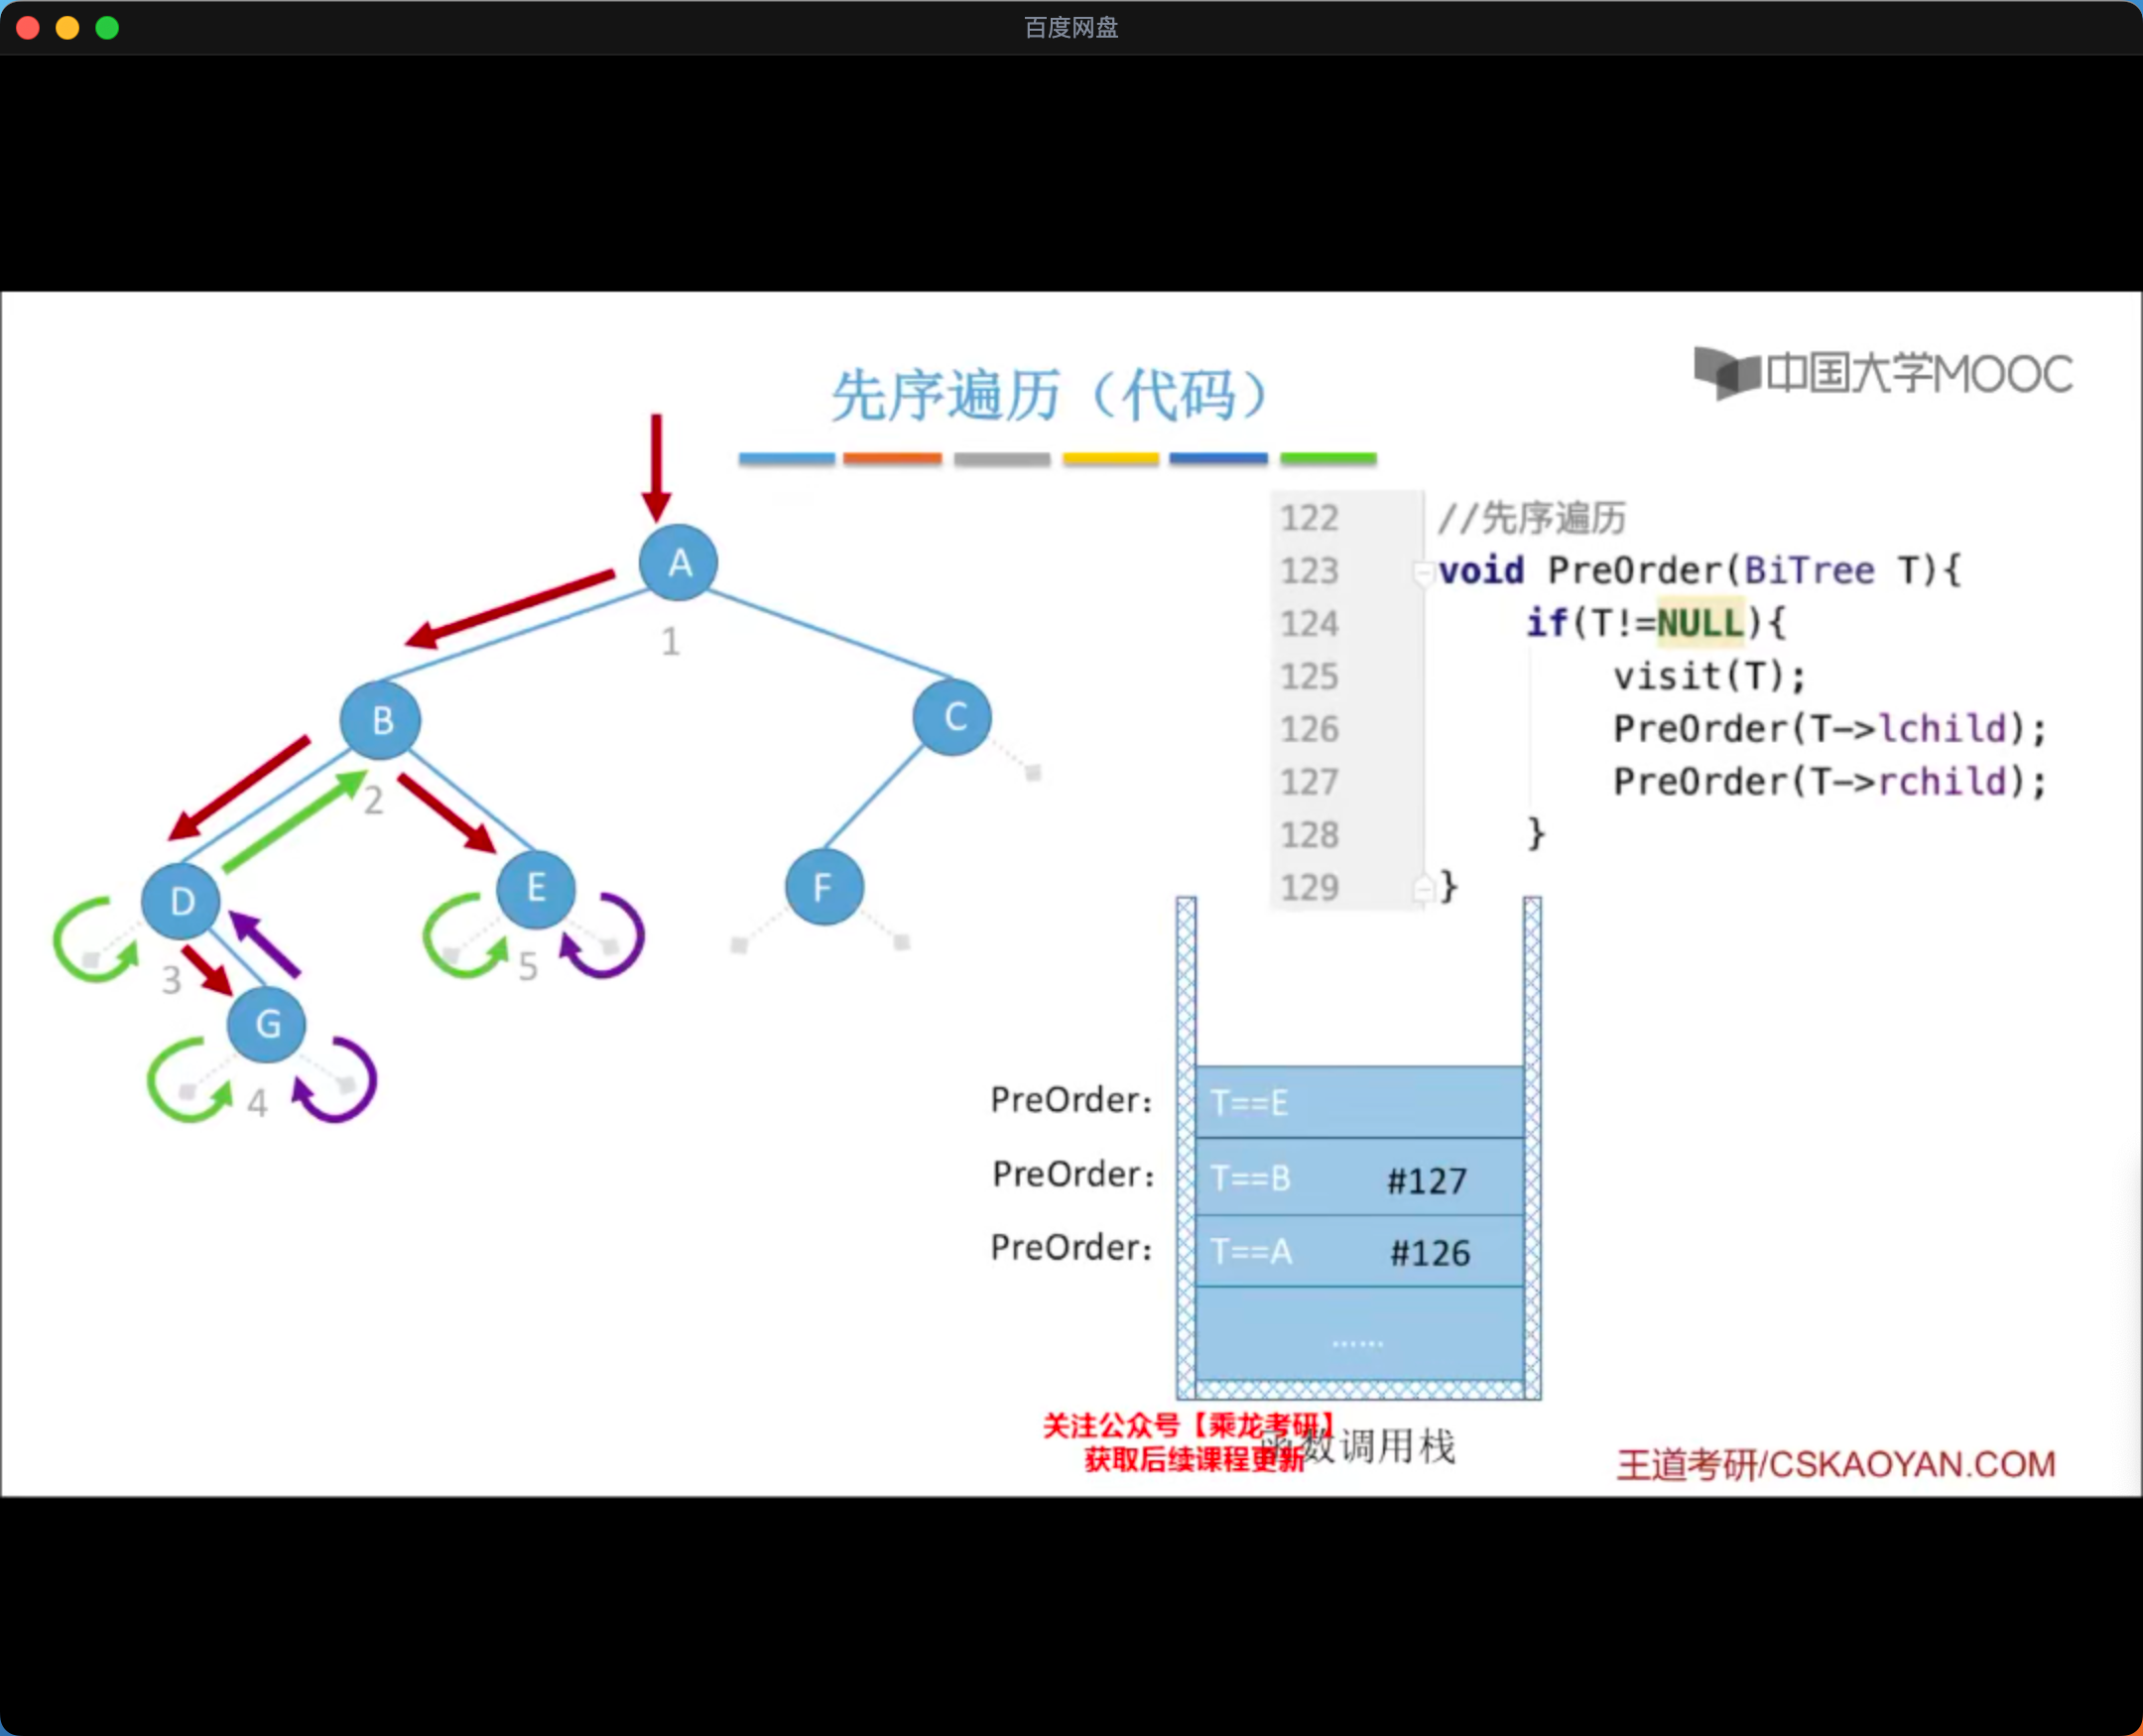 百度网盘
先序遍历（代码）
中国大学MOOC
A
1
B
C
2
D
E
F
3
5
G
4
122 //先序遍历
123 void PreOrder(BiTree T){
124 if(T!=NULL){
125 visit(T);
126 PreOrder(T->lchild);
127 PreOrder(T->rchild);
128 }
129 }
PreOrder: T==E
PreOrder: T==B #127
PreOrder: T==A #126
......
关注公众号【乘龙考研】
获取后续课程更新
函数调用栈
王道考研/CSKAOYAN.COM